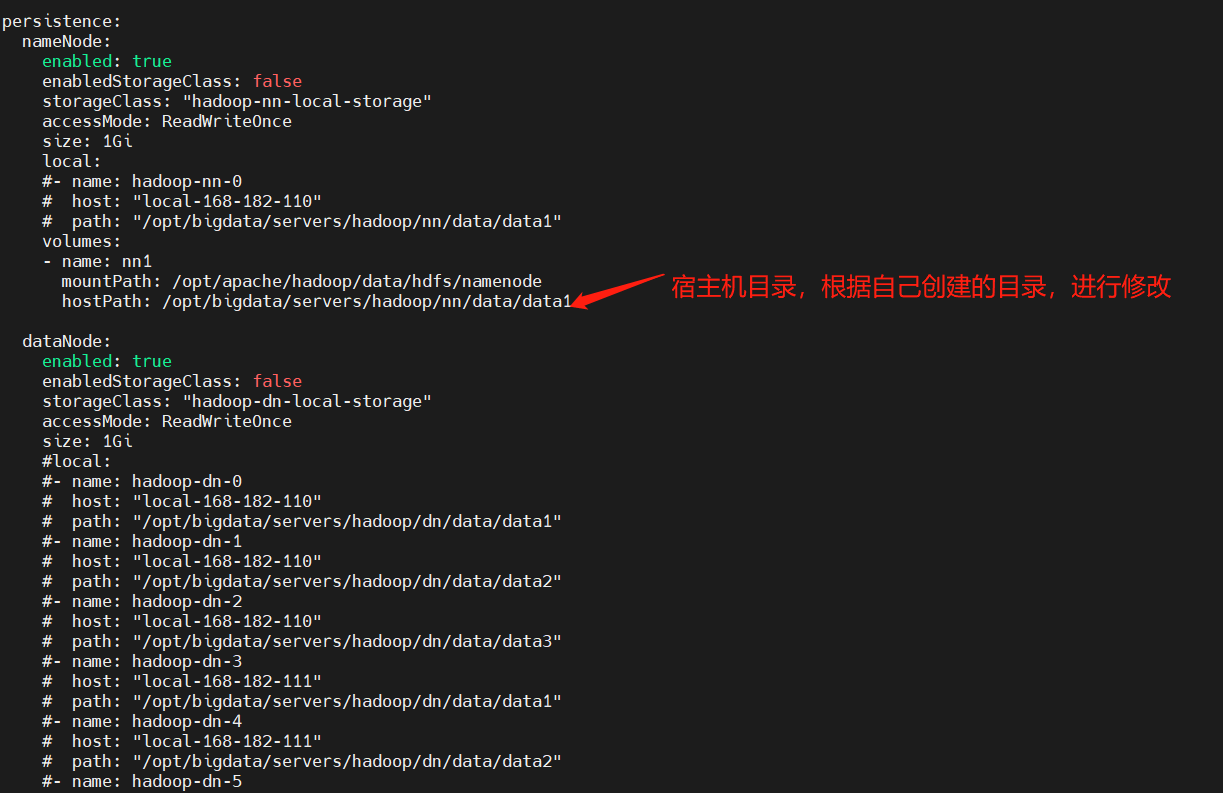 persistence:
  nameNode:
    enabled: true
    enabledStorageClass: false
    storageClass: "hadoop-nn-local-storage"
    accessMode: ReadWriteOnce
    size: 1Gi
    local:
    #- name: hadoop-nn-0
    #  host: "local-168-182-110"
    #  path: "/opt/bigdata/servers/hadoop/nn/data/data1"
    volumes:
    - name: nn1
      mountPath: /opt/apache/hadoop/data/hdfs/namenode
      hostPath: /opt/bigdata/servers/hadoop/nn/data/data1
宿主机目录，根据自己创建的目录，进行修改
  dataNode:
    enabled: true
    enabledStorageClass: false
    storageClass: "hadoop-dn-local-storage"
    accessMode: ReadWriteOnce
    size: 1Gi
    #local:
    #- name: hadoop-dn-0
    #  host: "local-168-182-110"
    #  path: "/opt/bigdata/servers/hadoop/dn/data/data1"
    #- name: hadoop-dn-1
    #  host: "local-168-182-110"
    #  path: "/opt/bigdata/servers/hadoop/dn/data/data2"
    #- name: hadoop-dn-2
    #  host: "local-168-182-110"
    #  path: "/opt/bigdata/servers/hadoop/dn/data/data3"
    #- name: hadoop-dn-3
    #  host: "local-168-182-111"
    #  path: "/opt/bigdata/servers/hadoop/dn/data/data1"
    #- name: hadoop-dn-4
    #  host: "local-168-182-111"
    #  path: "/opt/bigdata/servers/hadoop/dn/data/data2"
    #- name: hadoop-dn-5